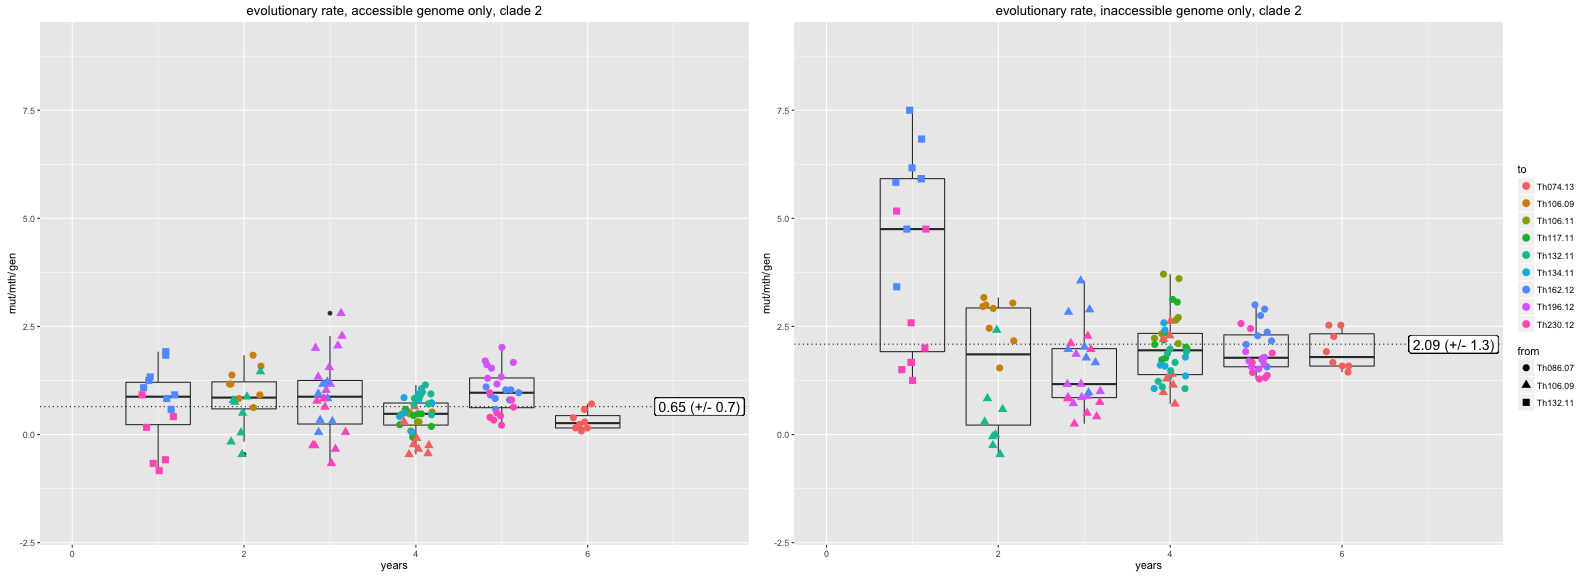 evolutionary rate, accessible genome only, clade 2
mut/mth/gen
7.5
5.0
2.5
0.0
-2.5
0
2
4
6
years
0.65 (+/- 0.7)
evolutionary rate, inaccessible genome only, clade 2
mut/mth/gen
7.5
5.0
2.5
0.0
-2.5
0
2
4
6
years
2.09 (+/- 1.3)
to
Th074.13
Th106.09
Th106.11
Th117.11
Th132.11
Th134.11
Th162.12
Th196.12
Th230.12
from
Th086.07
Th106.09
Th132.11